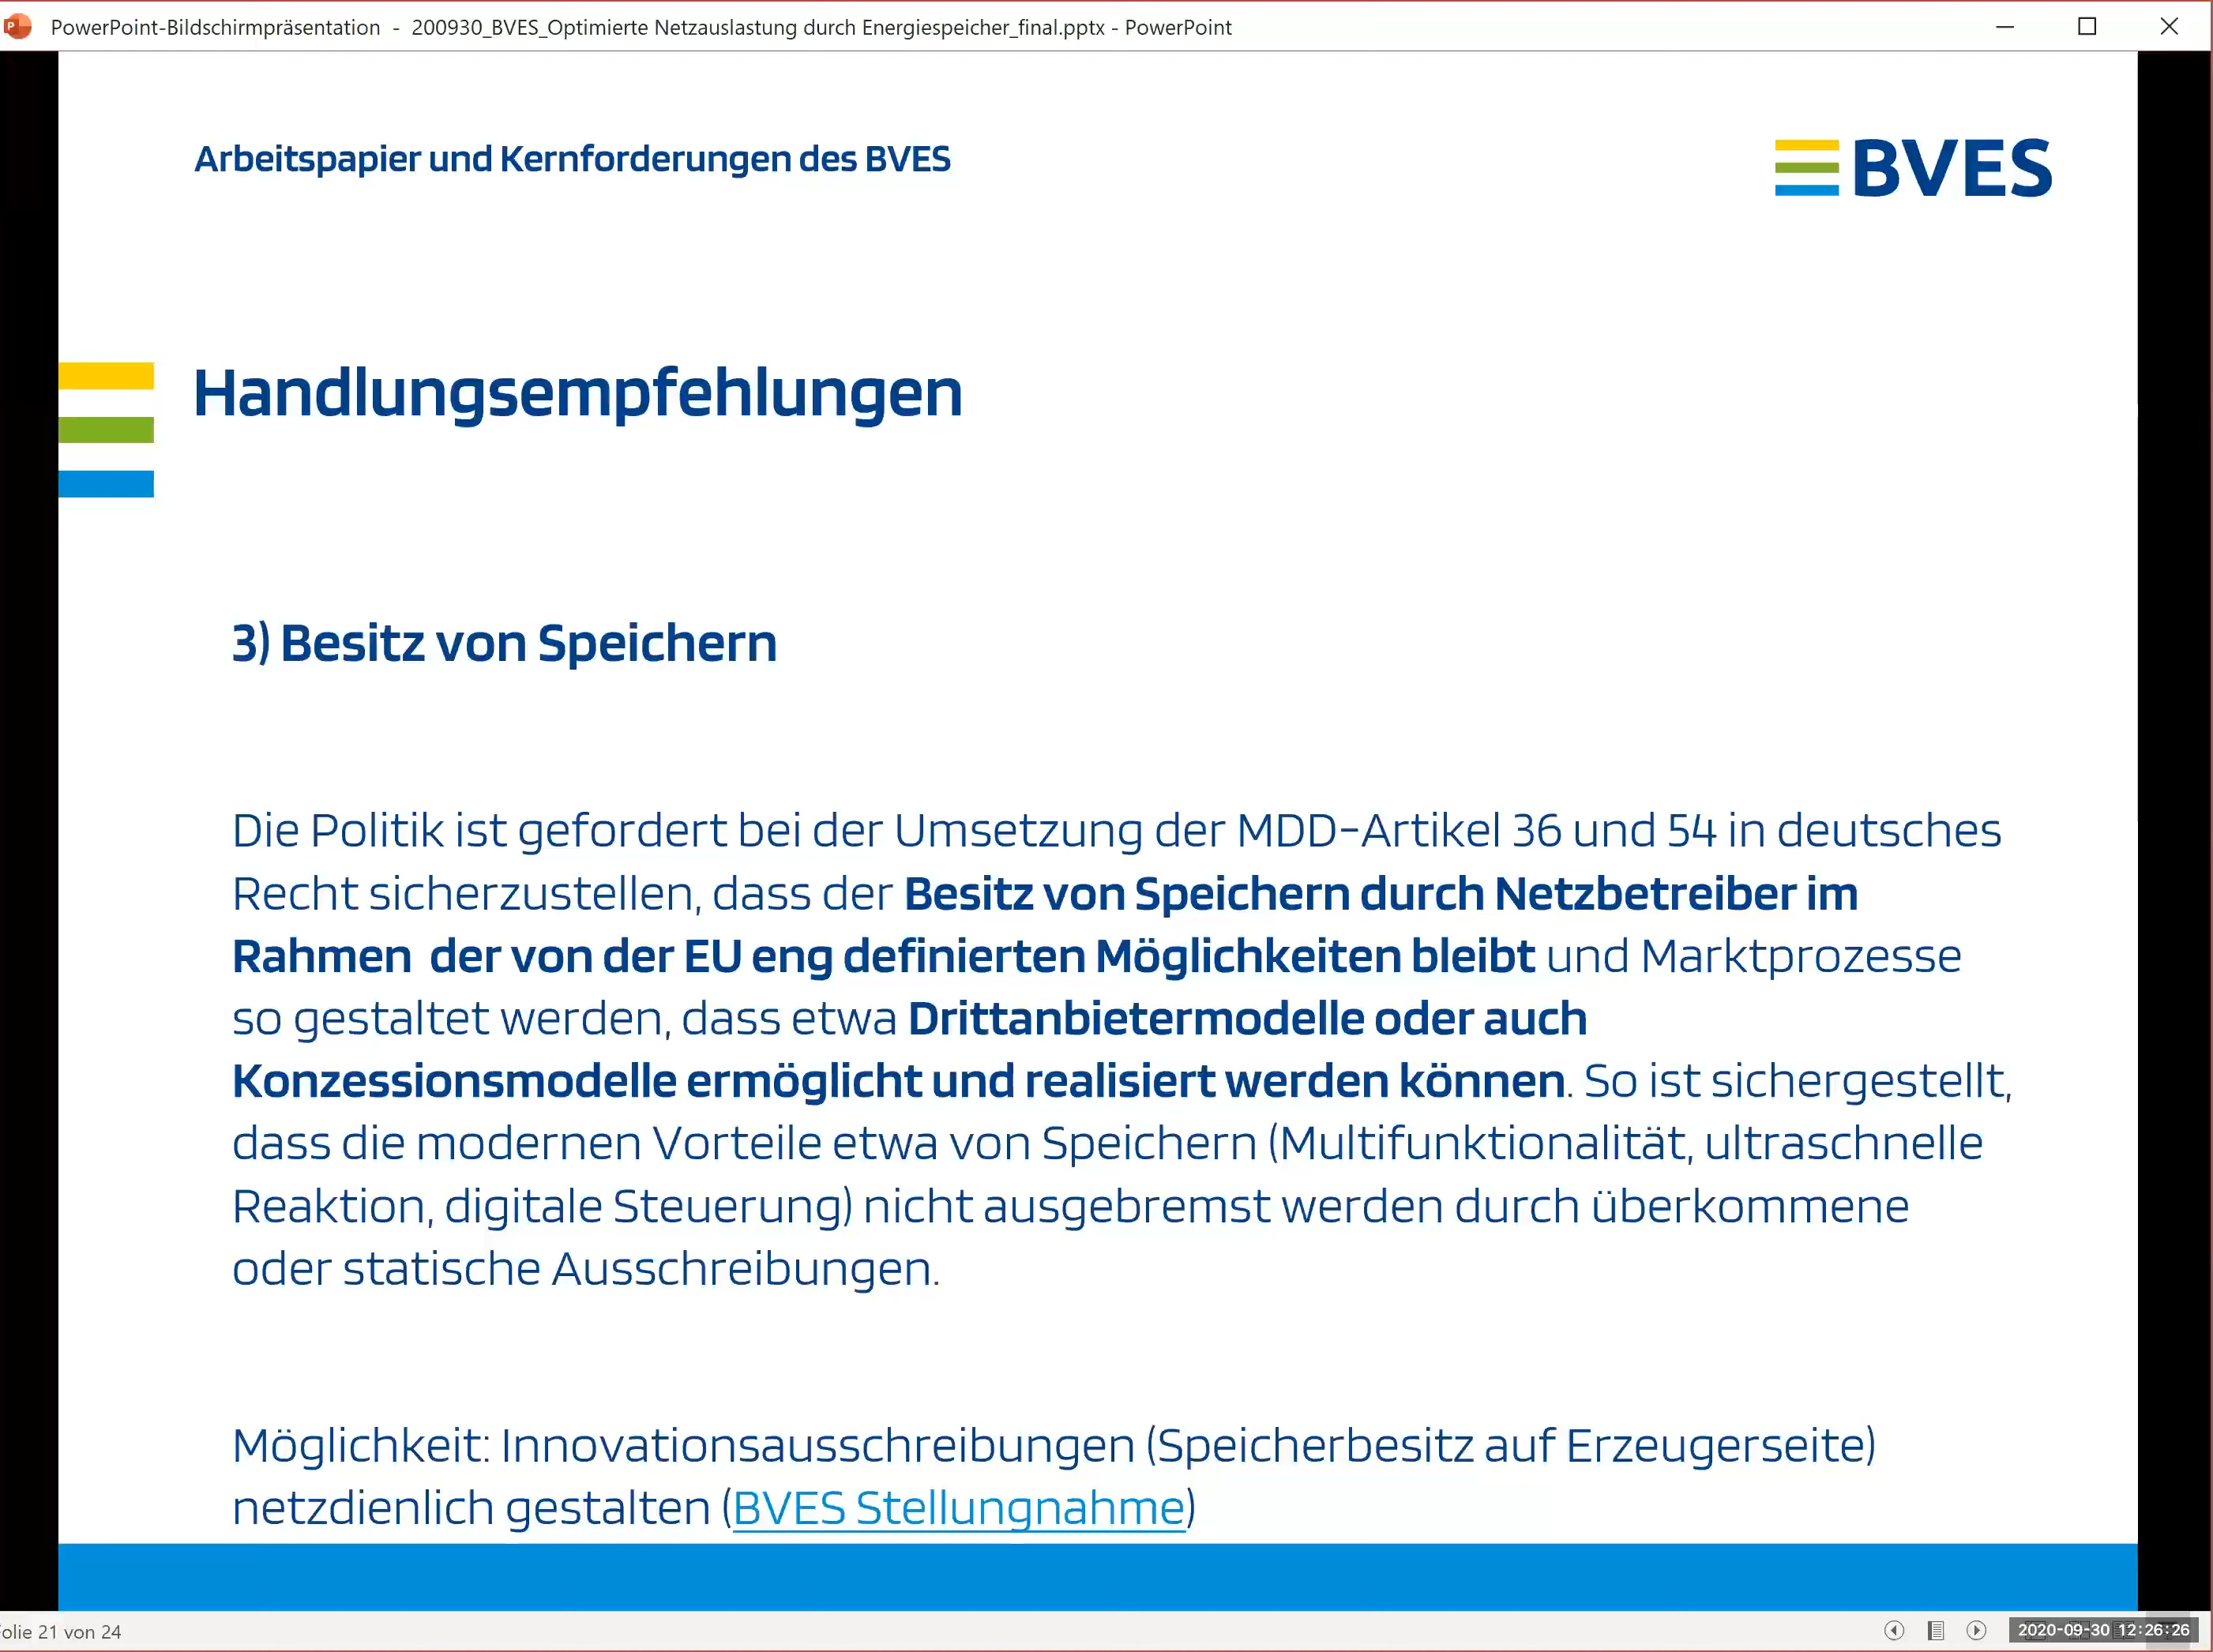 PowerPoint-Bildschirmpräsentation - 200930_BVES_Optimierte Netzauslastung durch Energiespeicher_final.pptx - PowerPoint
Arbeitspapier und Kernforderungen des BVES
BVES
Handlungsempfehlungen
3) Besitz von Speichern
Die Politik ist gefordert bei der Umsetzung der MDD-Artikel 36 und 54 in deutsches
Recht sicherzustellen, dass der Besitz von Speichern durch Netzbetreiber im
Rahmen der von der EU eng definierten Möglichkeiten bleibt und Marktprozesse
so gestaltet werden, dass etwa Drittanbietermodelle oder auch
Konzessionsmodelle ermöglicht und realisiert werden können. So ist sichergestellt,
dass die modernen Vorteile etwa von Speichern (Multifunktionalität, ultraschnelle
Reaktion, digitale Steuerung) nicht ausgebremst werden durch überkommene
oder statische Ausschreibungen.
Möglichkeit: Innovationsausschreibungen (Speicherbesitz auf Erzeugerseite)
netzdienlich gestalten (BVES Stellungnahme)
olie 21 von 24
2020-09-30 12:26:26